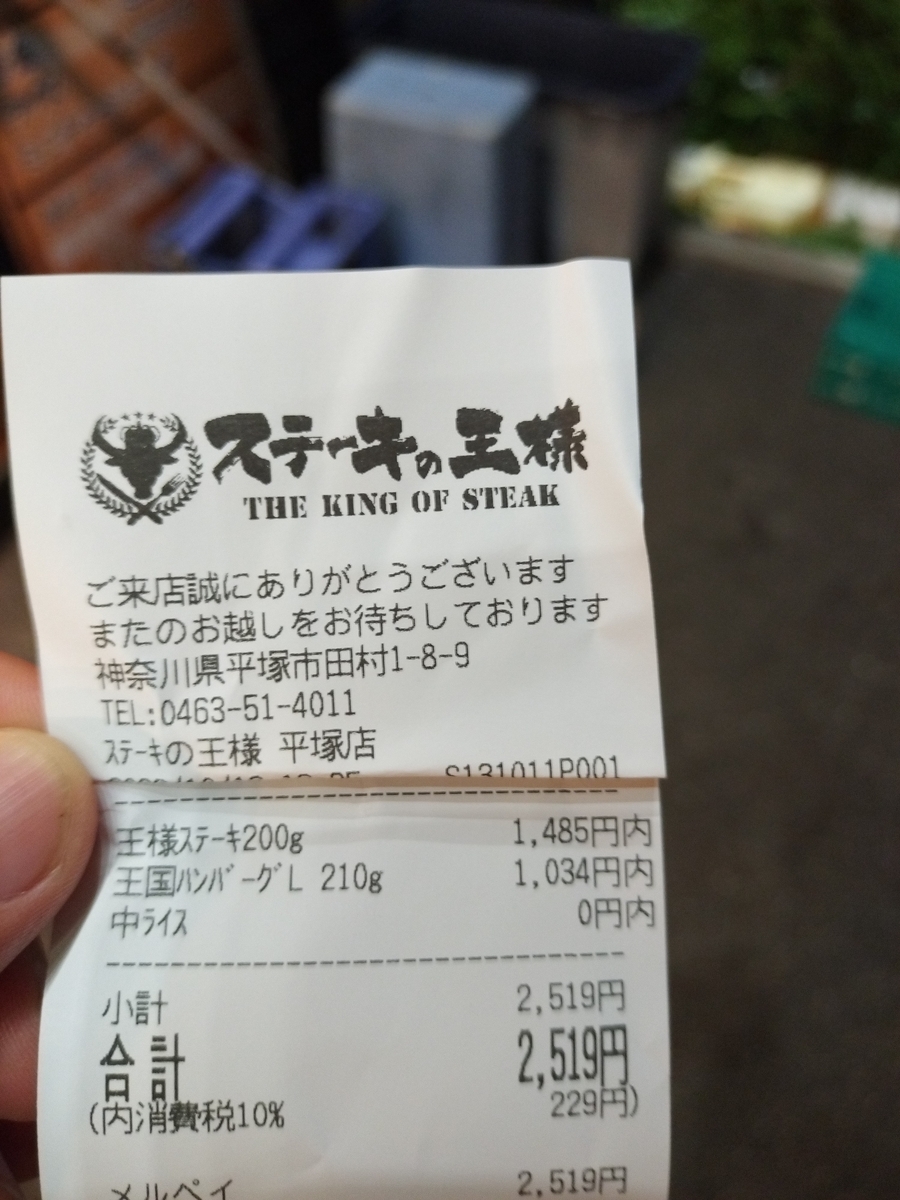 ステーキの王様
THE KING OF STEAK
ご来店誠にありがとうございます
またのお越しをお待ちしております
神奈川県平塚市田村1-8-9
TEL:0463-51-4011
ｽﾃｰｷの王様 平塚店
S131011P001
王様ｽﾃｰｷ200g 1,485円内
王国ﾊﾝﾊﾞｰｸﾞL 210g 1,034円内
中ﾗｲｽ 0円内
小計 2,519円
合計 2,519円
(内消費税10% 229円)
メルペイ 2,519円